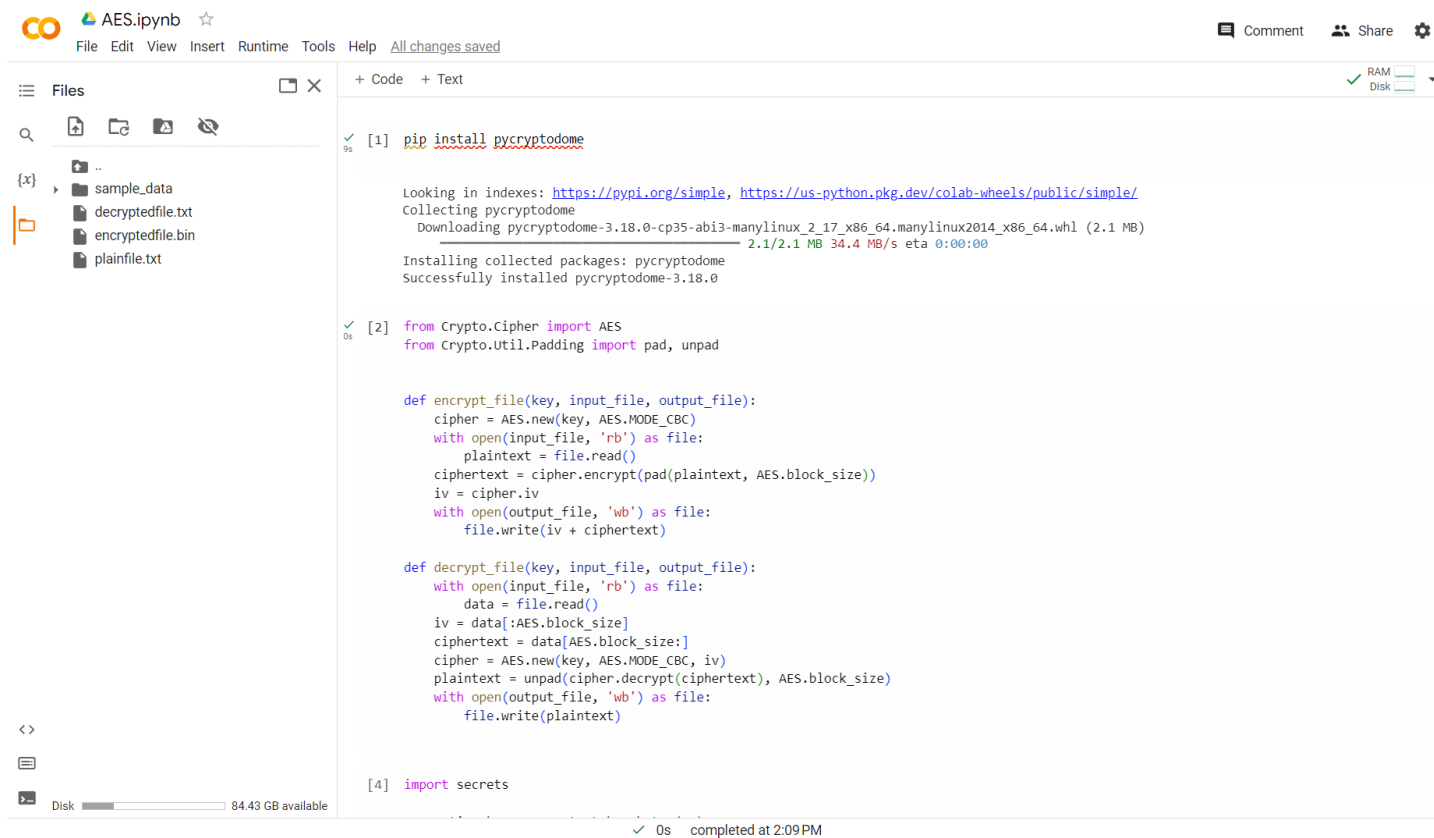 AES.ipynb
File Edit View Insert Runtime Tools Help All changes saved
Comment Share
Files
+ Code + Text
RAM
Disk
..
sample_data
decryptedfile.txt
encryptedfile.bin
plainfile.txt
9s
[1] pip install pycryptodome
Looking in indexes: https://pypi.org/simple, https://us-python.pkg.dev/colab-wheels/public/simple/
Collecting pycryptodome
Downloading pycryptodome-3.18.0-cp35-abi3-manylinux_2_17_x86_64.manylinux2014_x86_64.whl (2.1 MB)
2.1/2.1 MB 34.4 MB/s eta 0:00:00
Installing collected packages: pycryptodome
Successfully installed pycryptodome-3.18.0
0s
[2] from Crypto.Cipher import AES
from Crypto.Util.Padding import pad, unpad
def encrypt_file(key, input_file, output_file):
    cipher = AES.new(key, AES.MODE_CBC)
    with open(input_file, 'rb') as file:
        plaintext = file.read()
    ciphertext = cipher.encrypt(pad(plaintext, AES.block_size))
    iv = cipher.iv
    with open(output_file, 'wb') as file:
        file.write(iv + ciphertext)
def decrypt_file(key, input_file, output_file):
    with open(input_file, 'rb') as file:
        data = file.read()
    iv = data[:AES.block_size]
    ciphertext = data[AES.block_size:]
    cipher = AES.new(key, AES.MODE_CBC, iv)
    plaintext = unpad(cipher.decrypt(ciphertext), AES.block_size)
    with open(output_file, 'wb') as file:
        file.write(plaintext)
[4] import secrets
{x}
Disk 84.43 GB available
0s completed at 2:09 PM